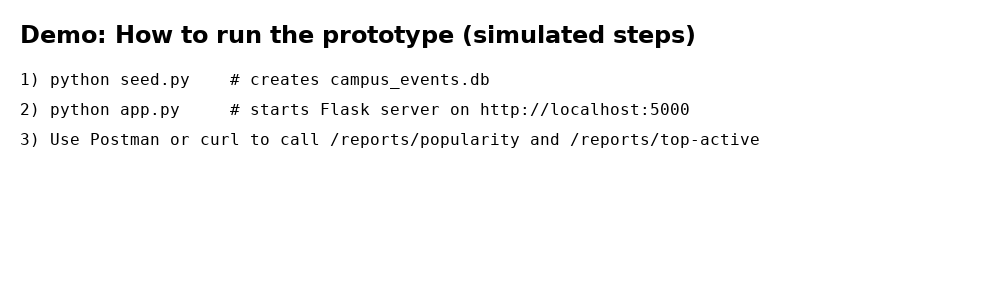 Demo: How to run the prototype (simulated steps)
1) python seed.py    # creates campus_events.db
2) python app.py     # starts Flask server on http://localhost:5000
3) Use Postman or curl to call /reports/popularity and /reports/top-active